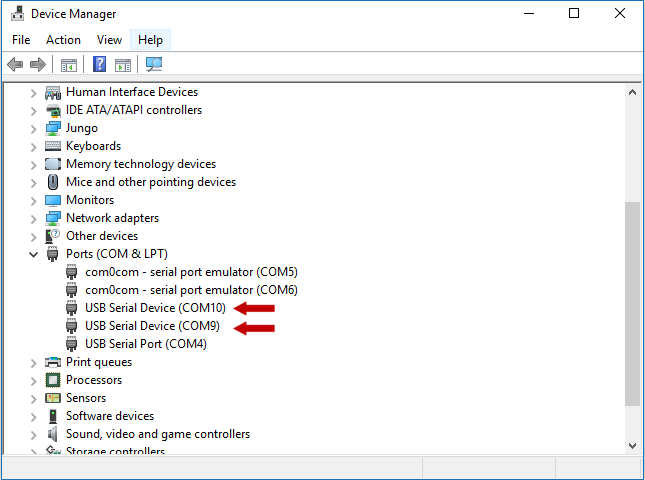 Device Manager
File Action View Help
Human Interface Devices
IDE ATA/ATAPI controllers
Jungo
Keyboards
Memory technology devices
Mice and other pointing devices
Monitors
Network adapters
Other devices
Ports (COM & LPT)
com0com - serial port emulator (COM5)
com0com - serial port emulator (COM6)
USB Serial Device (COM10)
USB Serial Device (COM9)
USB Serial Port (COM4)
Print queues
Processors
Sensors
Software devices
Sound, video and game controllers
Storage controllers